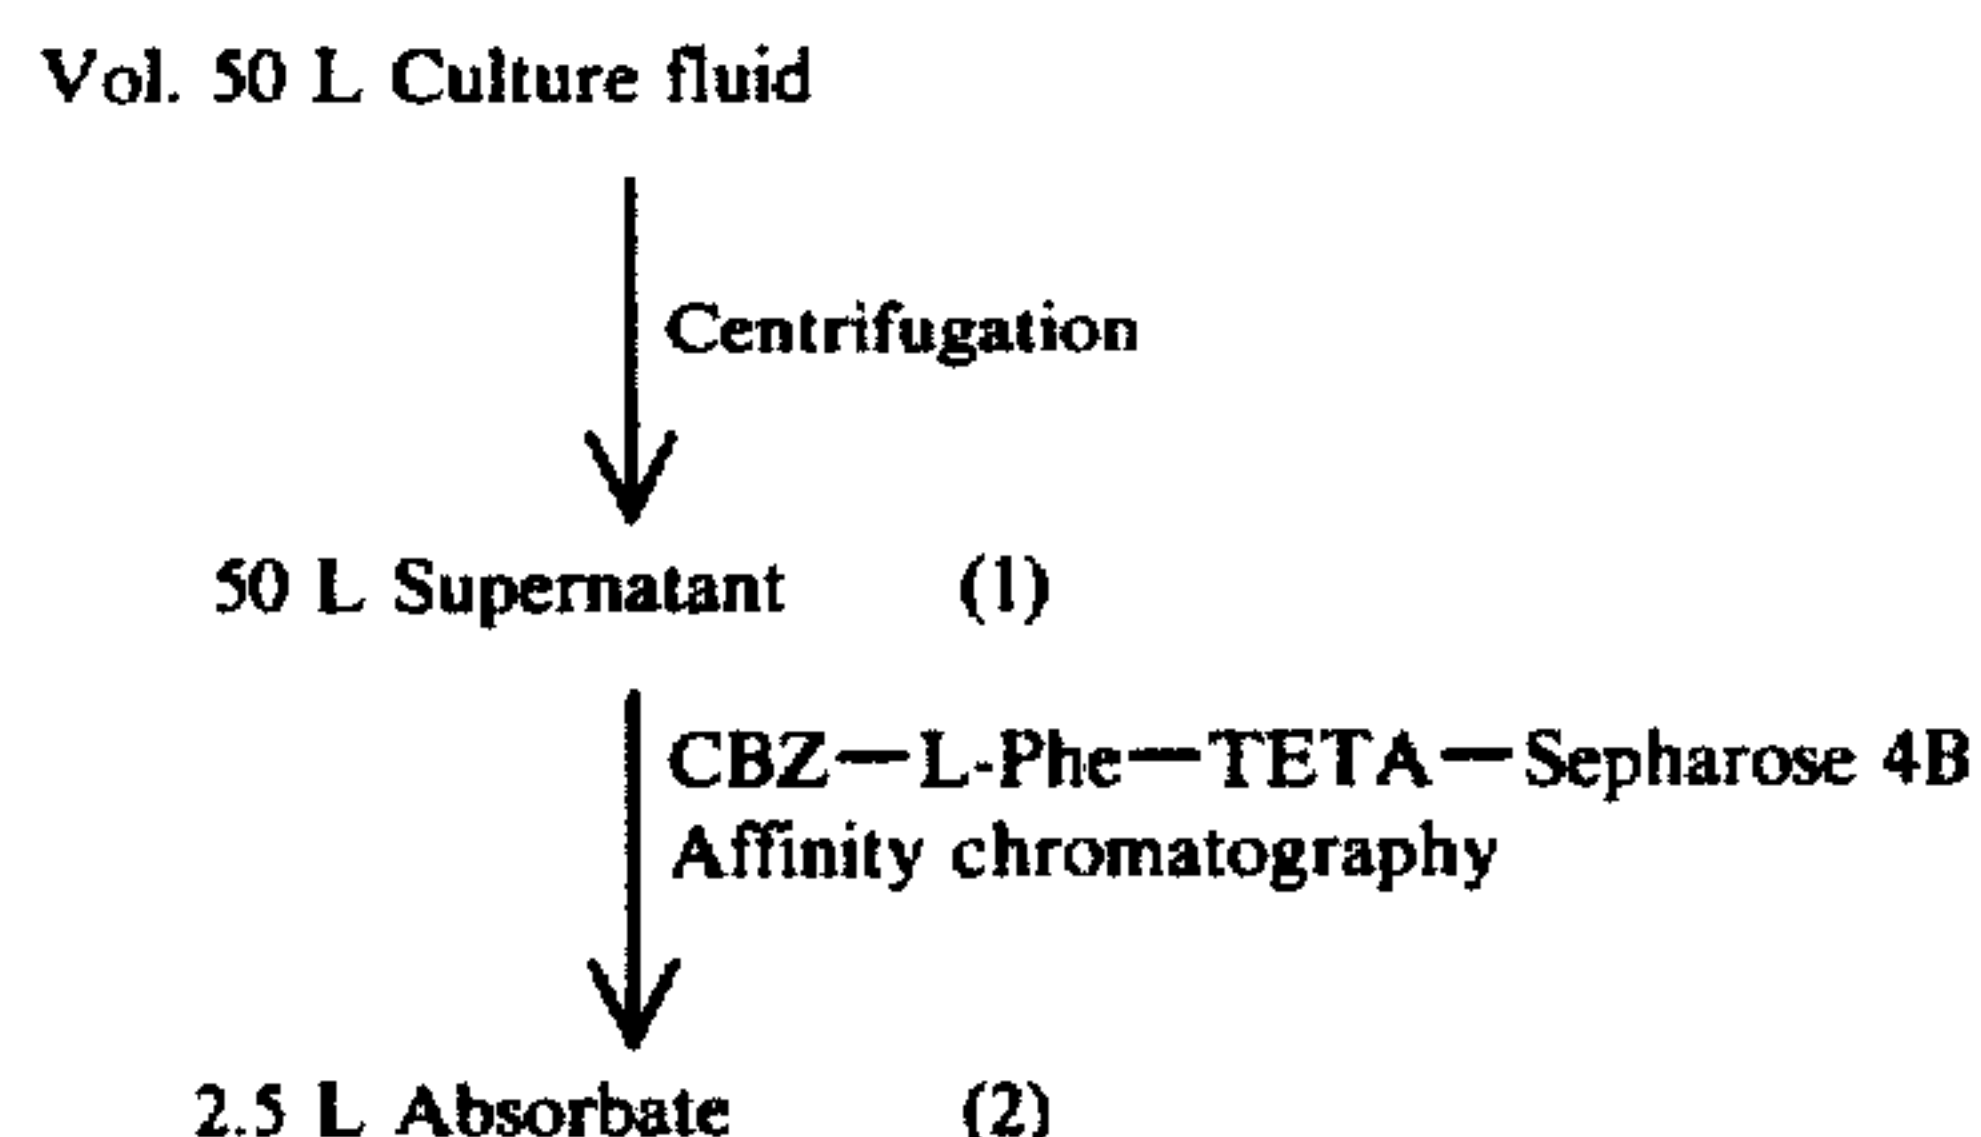 Vol. 50 L Culture fluid
Centrifugation
50 L Supernatant (1)
CBZ—L-Phe—TETA—Sepharose 4B
Affinity chromatography
2.5 L Absorbate (2)